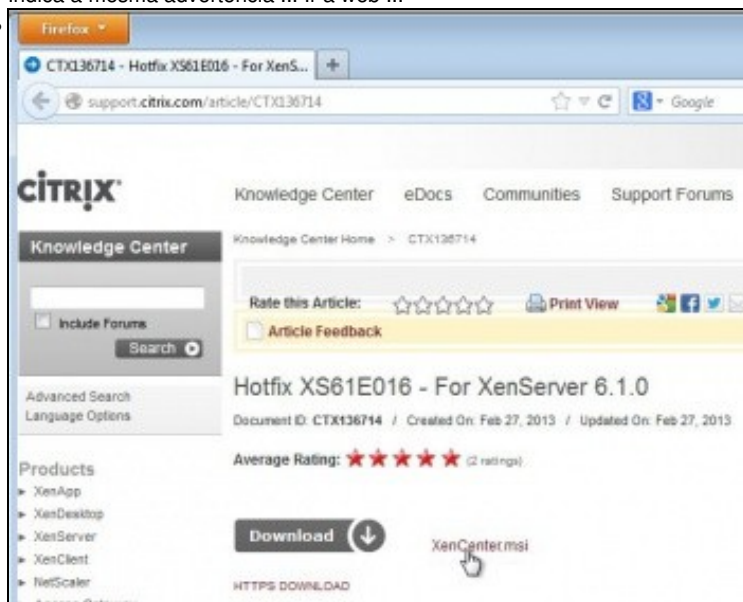 indica a mesma advertência ... ir a web ...
Firefox
CTX136714 - Hotfix XS61E016 - For XenS...
support.citrix.com/article/CTX136714
Google
CİTRIX
Knowledge Center eDocs Communities Support Forums
Knowledge Center
Knowledge Center Home > CTX136714
Include Forums
Search
Rate this Article: Print View
Article Feedback
Advanced Search
Language Options
Hotfix XS61E016 - For XenServer 6.1.0
Document ID: CTX136714 / Created On: Feb 27, 2013 / Updated On: Feb 27, 2013
Average Rating: (2 ratings)
Products
XenApp
XenDesktop
XenServer
XenClient
NetScaler
Download
XenCenter.msi
HTTPS DOWNLOAD